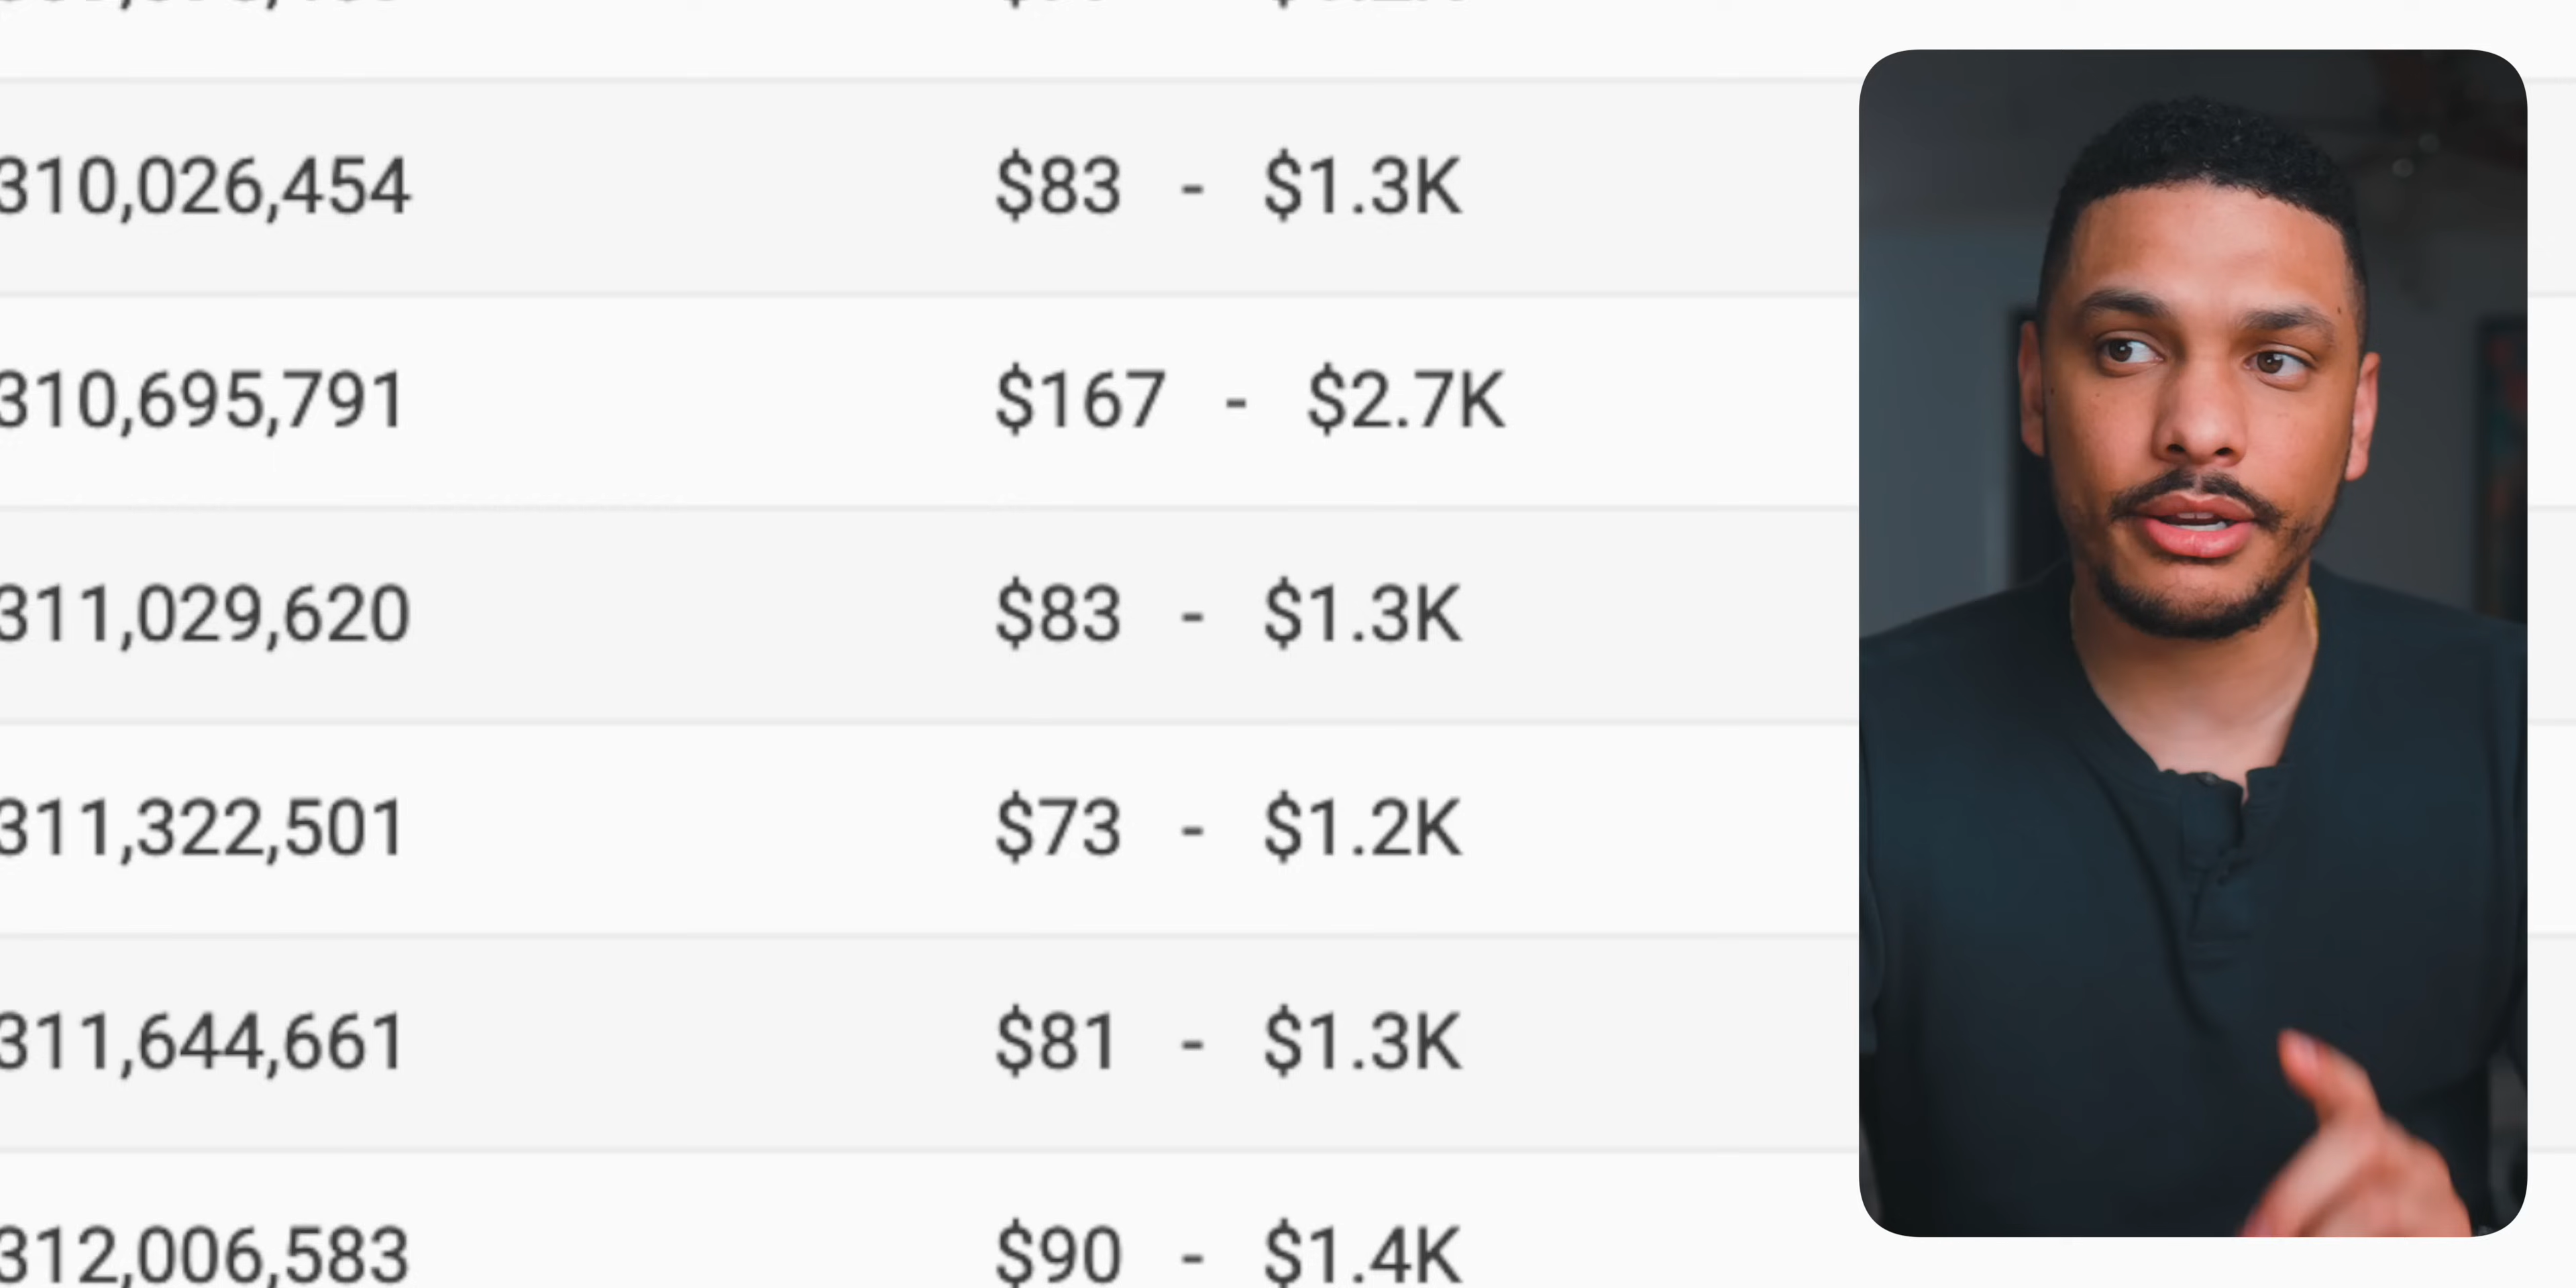 310,026,454 $83 - $1.3K
310,695,791 $167 - $2.7K
311,029,620 $83 - $1.3K
311,322,501 $73 - $1.2K
311,644,661 $81 - $1.3K
312,006,583 $90 - $1.4K